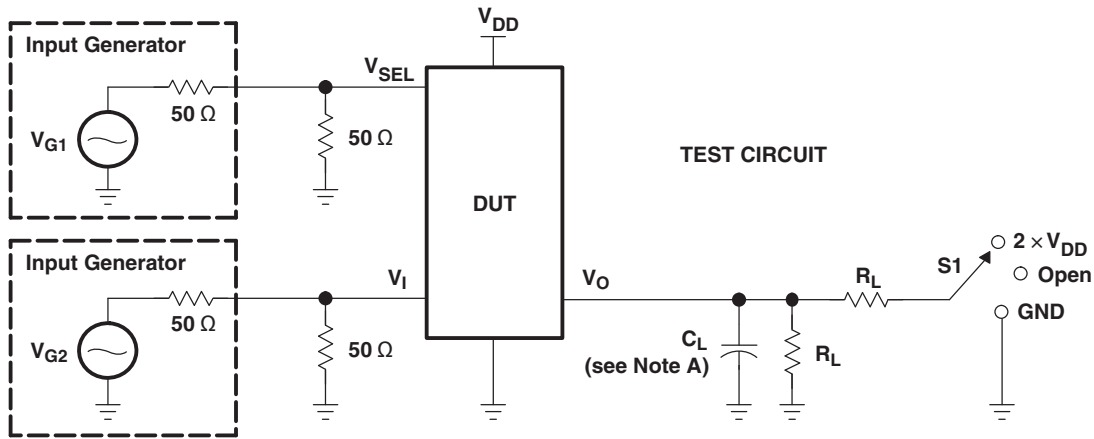 Input Generator
V_G1
50 Ω
50 Ω
V_SEL
V_DD
DUT
TEST CIRCUIT
Input Generator
V_G2
50 Ω
50 Ω
V_I
V_O
C_L
(see Note A)
R_L
R_L
S1
2 × V_DD
Open
GND